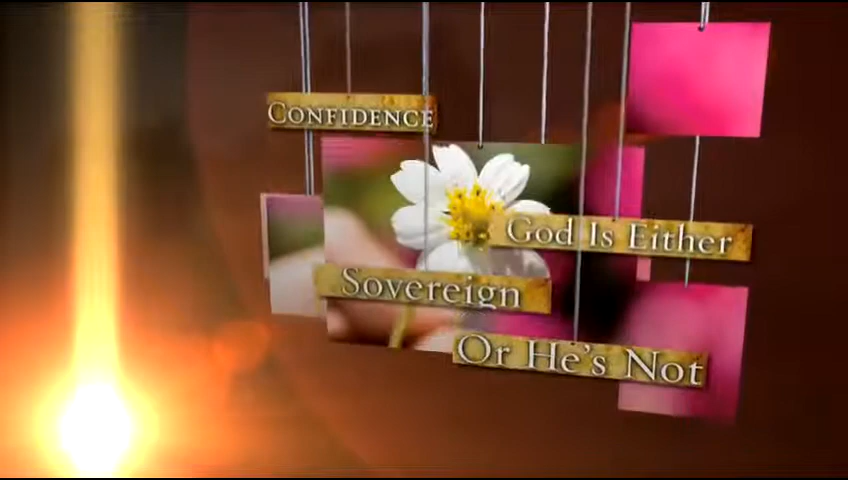 CONFIDENCE
God Is Either
Sovereign
Or He's Not